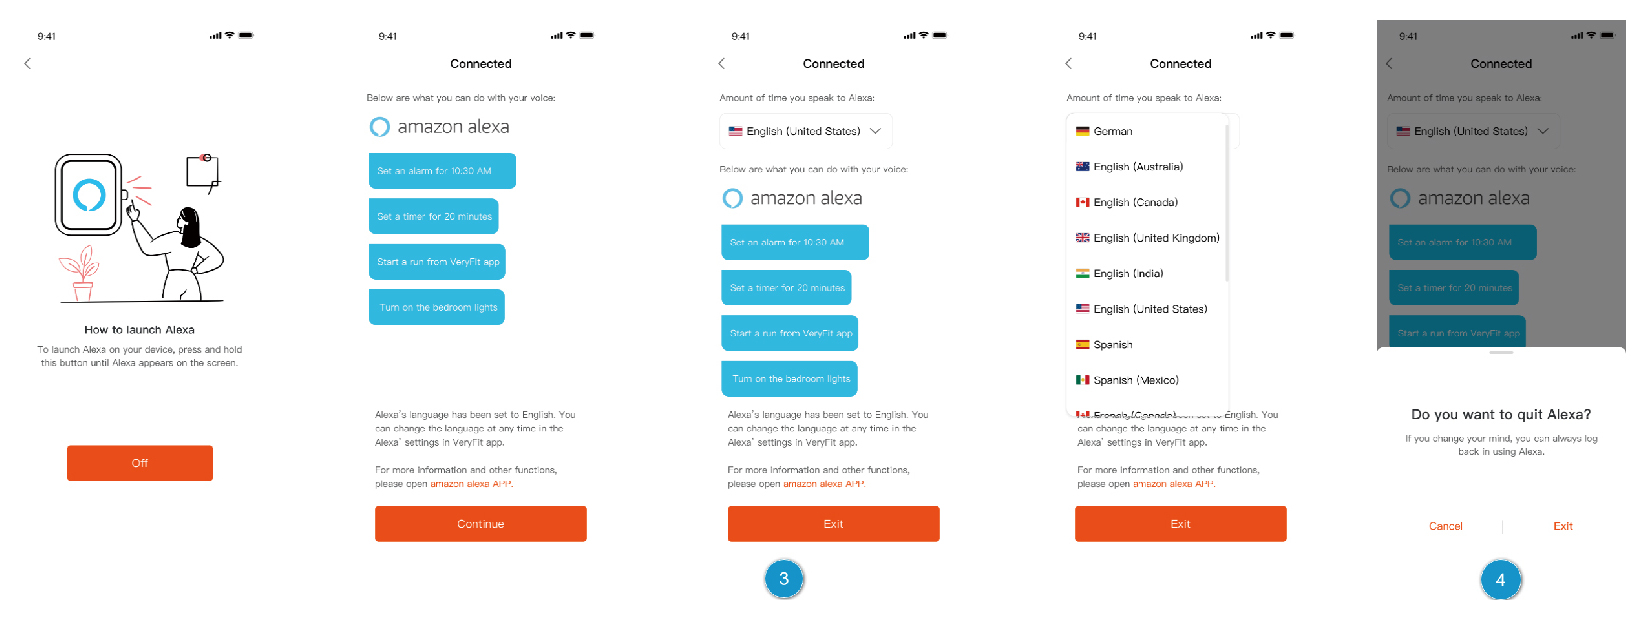 9:41
How to launch Alexa
To launch Alexa on your device, press and hold
this button until Alexa appears on the screen.
Off
9:41
Connected
Below are what you can do with your voice:
amazon alexa
Set an alarm for 10:30 AM
Set a timer for 20 minutes
Start a run from VeryFit app
Turn on the bedroom lights
Alexa's language has been set to English. You
can change the language at any time in the
Alexa' settings in VeryFit app.
For more information and other functions,
please open amazon alexa APP.
Continue
9:41
Connected
Amount of time you speak to Alexa:
English (United States)
Below are what you can do with your voice:
amazon alexa
Set an alarm for 10:30 AM
Set a timer for 20 minutes
Start a run from VeryFit app
Turn on the bedroom lights
Alexa's language has been set to English. You
can change the language at any time in the
Alexa' settings in VeryFit app.
For more information and other functions,
please open amazon alexa APP.
Exit
3
9:41
Connected
Amount of time you speak to Alexa:
German
English (Australia)
English (Canada)
English (United Kingdom)
English (India)
English (United States)
Spanish
Spanish (Mexico)
English. You
can change the language at any time in the
Alexa' settings in VeryFit app.
For more information and other functions,
please open amazon alexa APP.
Exit
9:41
Connected
Amount of time you speak to Alexa:
English (United States)
Below are what you can do with your voice:
amazon alexa
Set an alarm for 10:30 AM
Set a timer for 20 minutes
Start a run from VeryFit app
Do you want to quit Alexa?
If you change your mind, you can always log
back in using Alexa.
Cancel
Exit
4